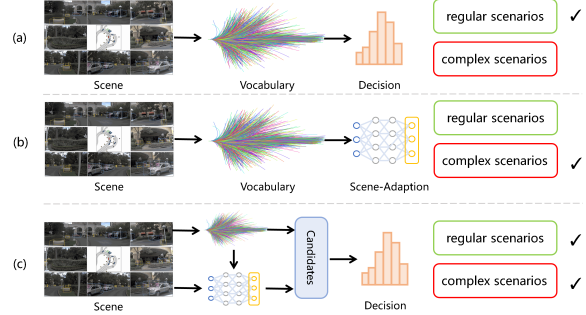 (a)
Scene
Vocabulary
Decision
regular scenarios ✓
complex scenarios
(b)
Scene
Vocabulary
Scene-Adaption
regular scenarios
complex scenarios ✓
(c)
Scene
Candidates
Decision
regular scenarios ✓
complex scenarios ✓